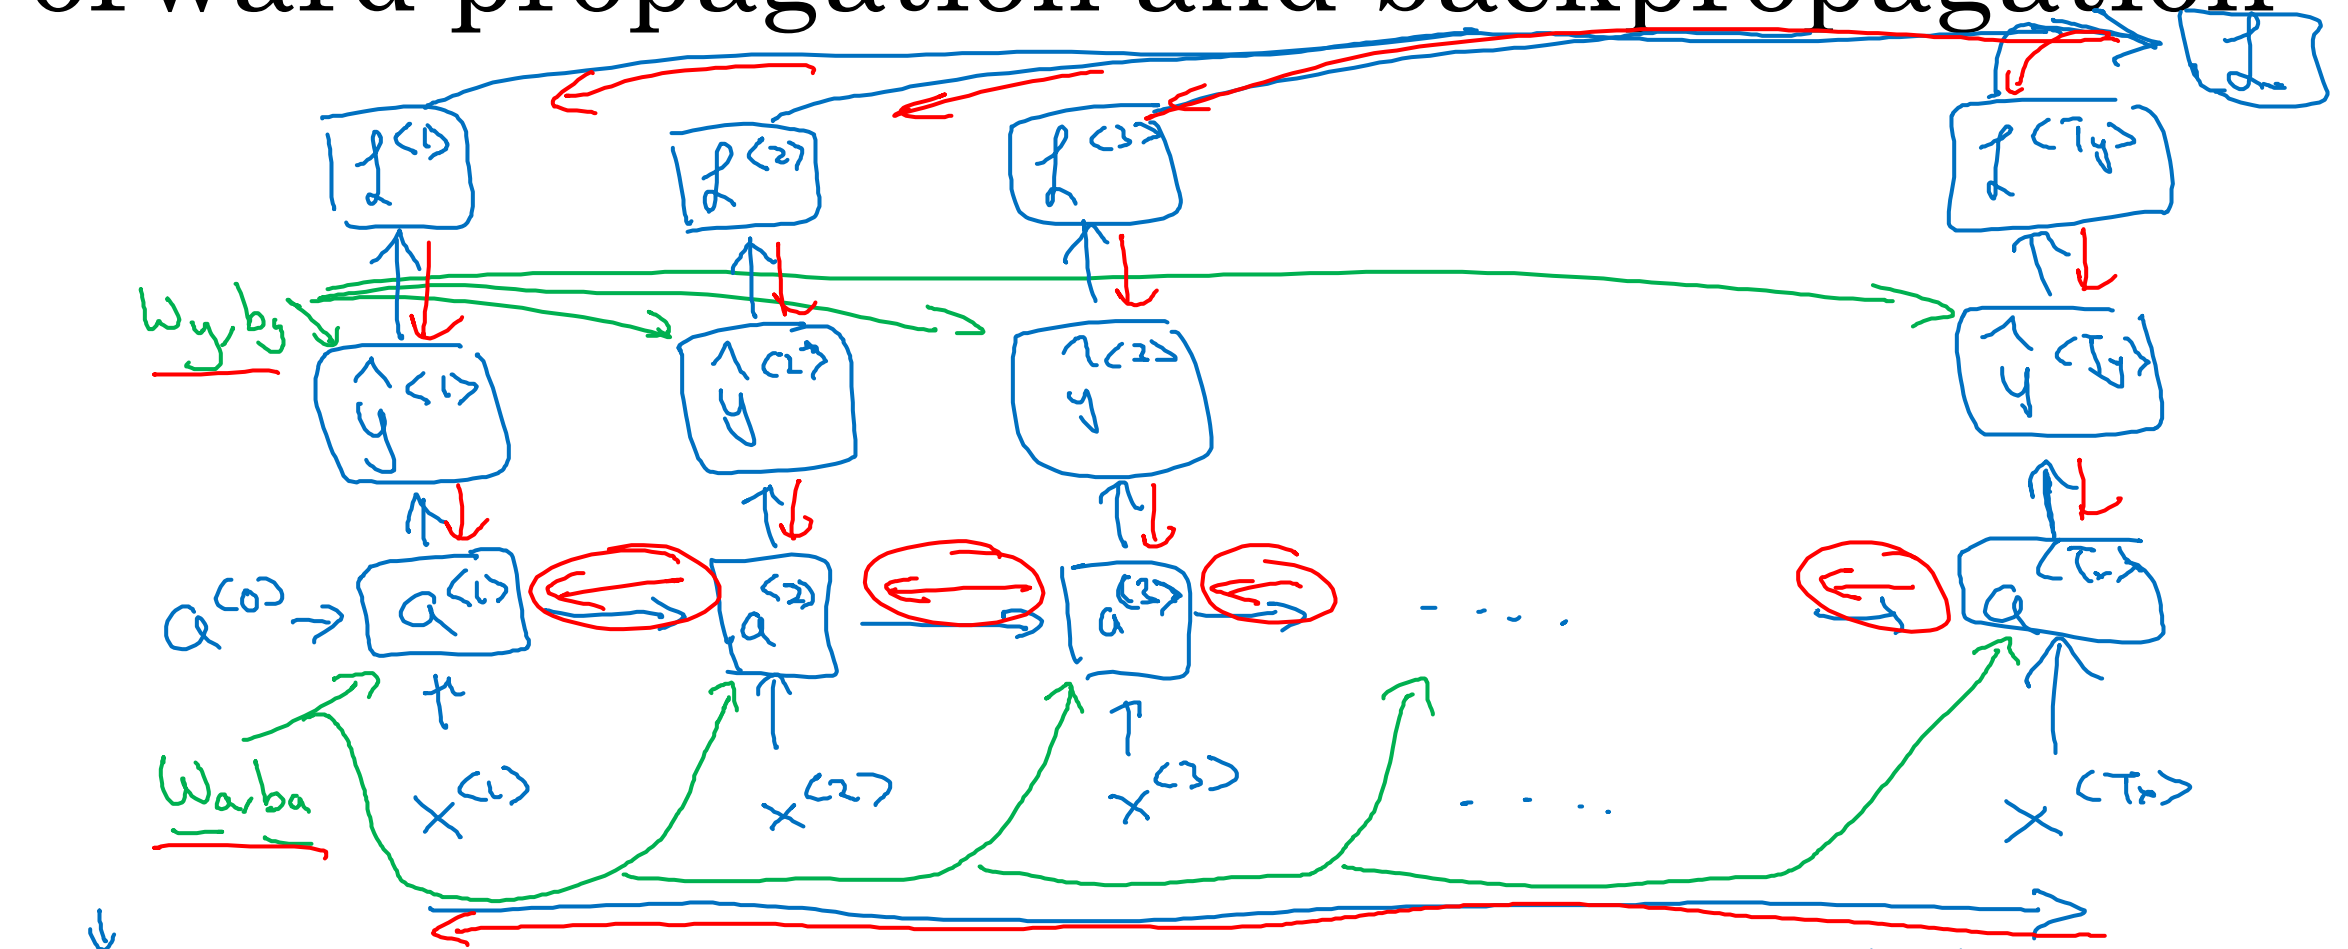 orward propagation and backpropagation
L
L<1> L<2> L<3> L<Ty>
Wy, by
ŷ<1> ŷ<2> ŷ<2> ŷ<Ty>
a<0> a<1> a<2> a<3> .... a<Tx>
Wa, ba
x<1> x<2> x<3> .... x<Tx>